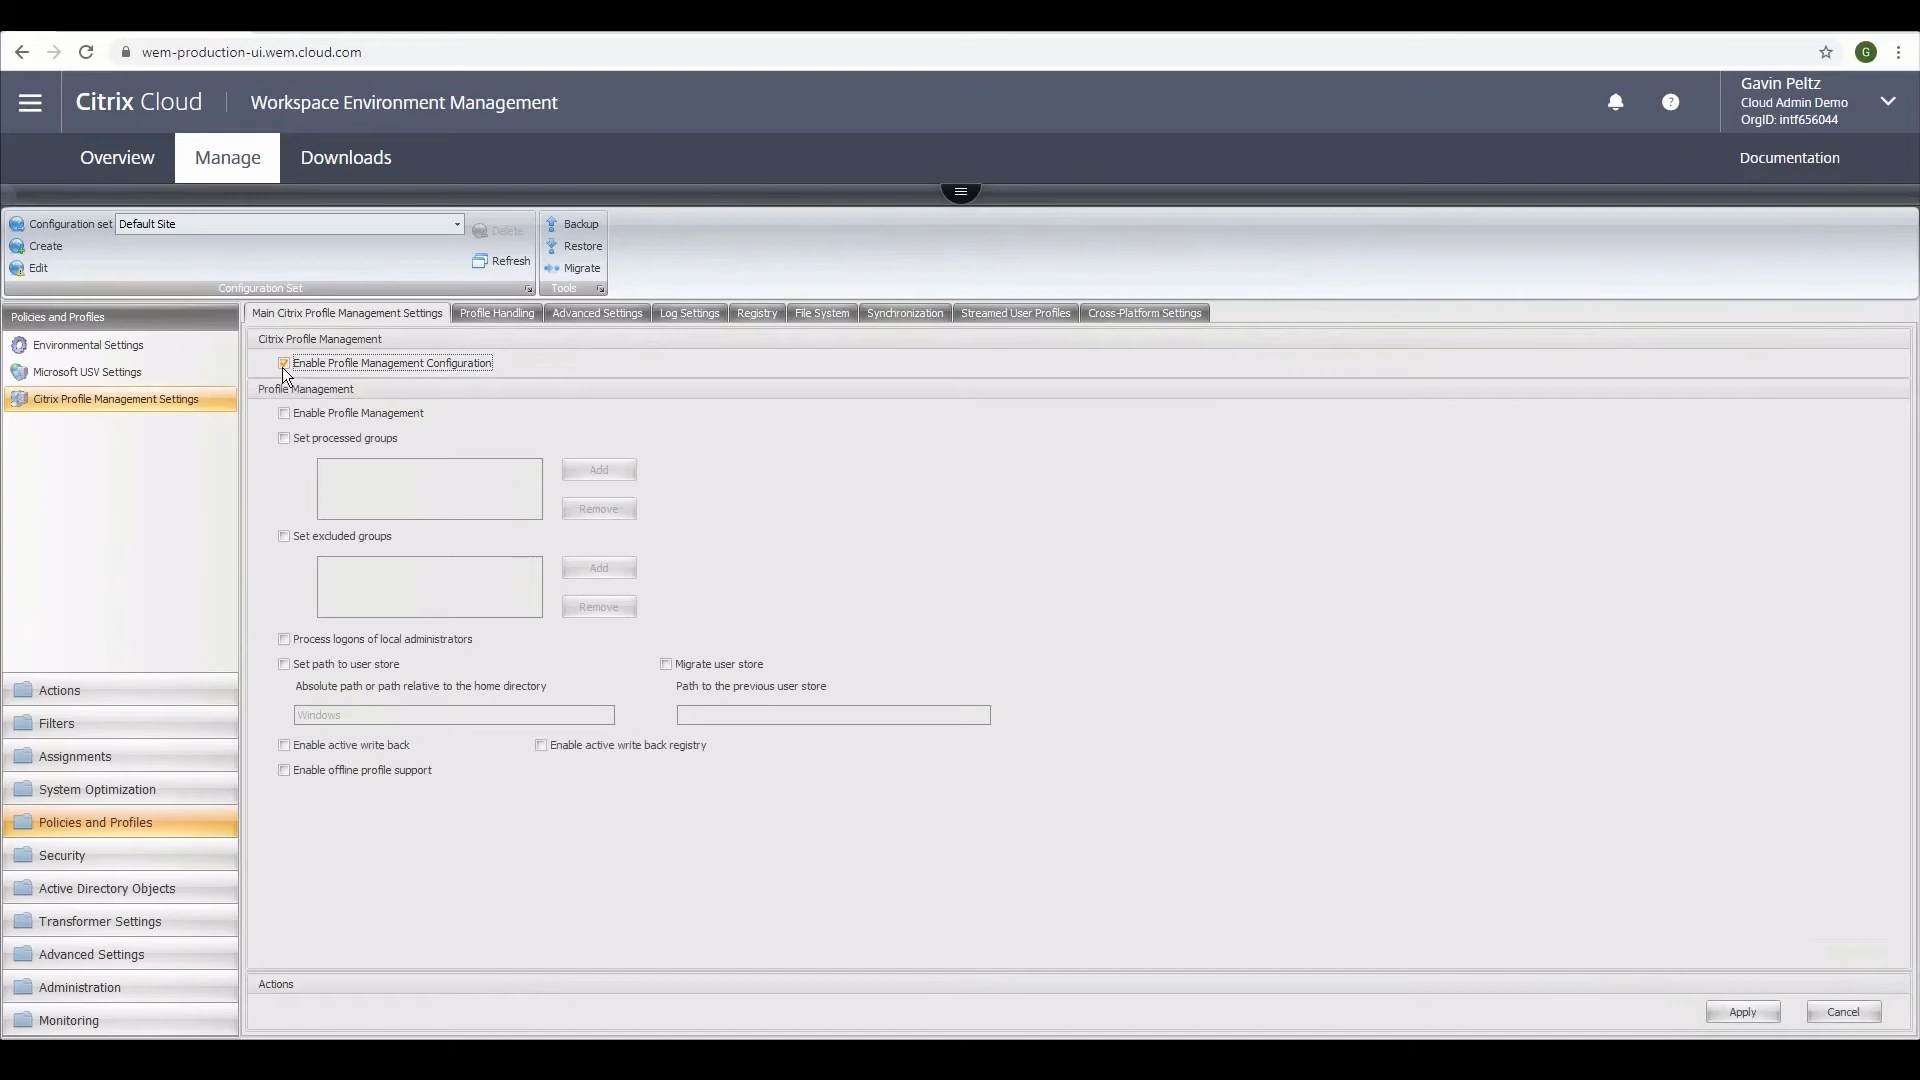 wem-production-ui.wem.cloud.com
G
Citrix Cloud
Workspace Environment Management
?
Gavin Peltz
Cloud Admin Demo
OrgID: intf656044
Overview
Manage
Downloads
Documentation
Configuration set
Default Site
Delete
Create
Edit
Refresh
Configuration Set
Backup
Restore
Migrate
Tools
Policies and Profiles
Environmental Settings
Microsoft USV Settings
Citrix Profile Management Settings
Actions
Filters
Assignments
System Optimization
Policies and Profiles
Security
Active Directory Objects
Transformer Settings
Advanced Settings
Administration
Monitoring
Main Citrix Profile Management Settings
Profile Handling
Advanced Settings
Log Settings
Registry
File System
Synchronization
Streamed User Profiles
Cross-Platform Settings
Citrix Profile Management
Enable Profile Management Configuration
Profile Management
Enable Profile Management
Set processed groups
Add
Remove
Set excluded groups
Add
Remove
Process logons of local administrators
Set path to user store
Migrate user store
Absolute path or path relative to the home directory
Path to the previous user store
Windows
Enable active write back
Enable active write back registry
Enable offline profile support
Actions
Apply
Cancel